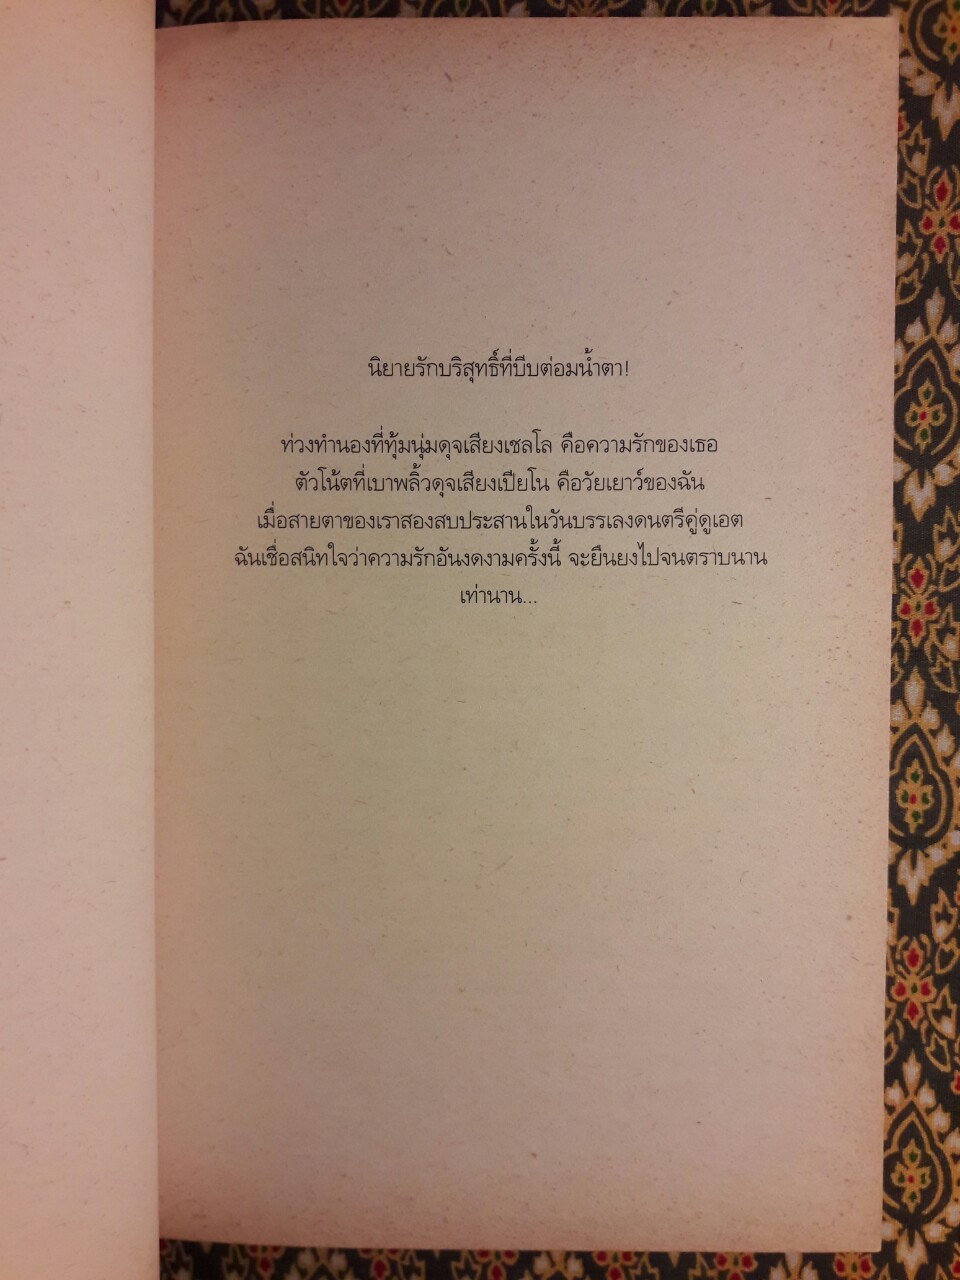 นิยายรักบริสุทธิ์ที่บีบต่อมน้ำตา!
ท่วงทำนองที่ทุ้มนุ่มดุจเสียงเชลโล คือความรักของเธอ
ตัวโน้ตที่เบาพลิ้วดุจเสียงเปียโน คือวัยเยาว์ของฉัน
เมื่อสายตาของเราสองสบประสานในวันบรรเลงดนตรีคู่ดูเอต
ฉันเชื่อสนิทใจว่าความรักอันงดงามครั้งนี้ จะยืนยงไปจนตราบนาน
เท่านาน...